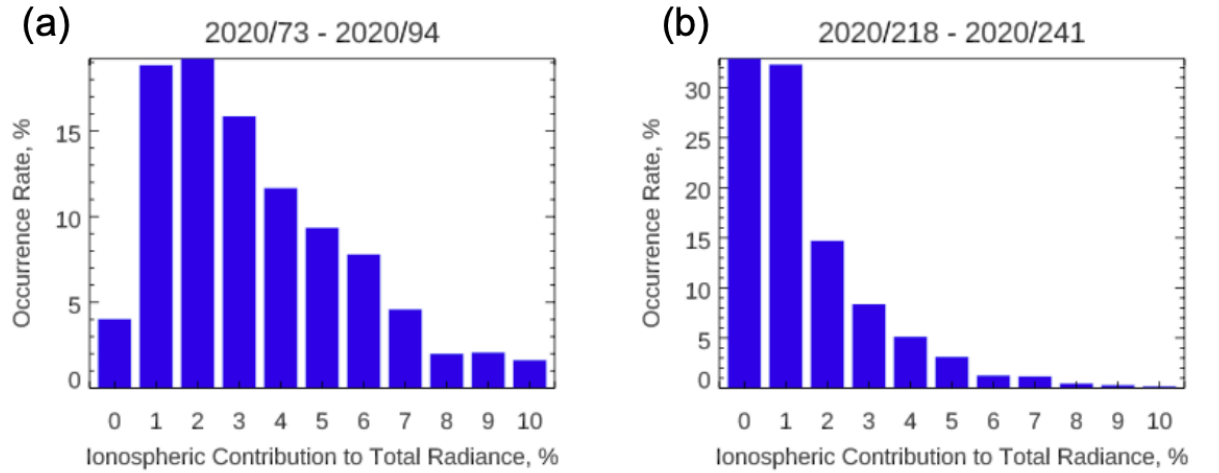 (a)
2020/73 - 2020/94
Occurrence Rate, %
15
10
5
0
0 1 2 3 4 5 6 7 8 9 10
Ionospheric Contribution to Total Radiance, %
(b)
2020/218 - 2020/241
Occurrence Rate, %
30
25
20
15
10
5
0
0 1 2 3 4 5 6 7 8 9 10
Ionospheric Contribution to Total Radiance, %